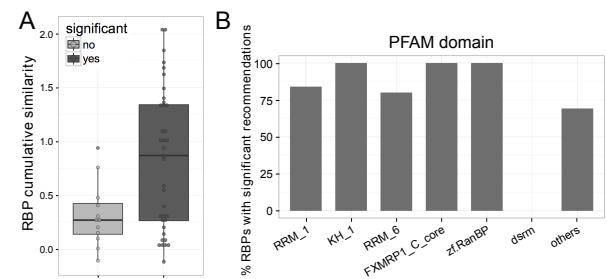 A
significant
no
yes
RBP cumulative similarity
2.0
1.5
1.0
0.5
0.0
B
PFAM domain
% RBPs with significant recommendations
100
75
50
25
0
RRM_1
KH_1
RRM_6
FXMRP1_C_core
zf.RanBP
dsrm
others